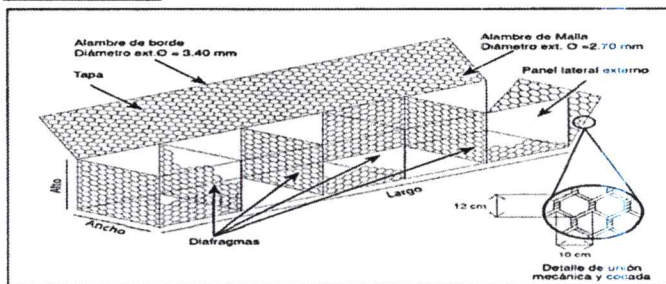 Alambre de borde
Diámetro ext.O = 3.40 mm
Tapa
Alambre de Malla
Diámetro ext. O =2.70 mm
Panel lateral externo
Alto
Ancho
Largo
Diafragmas
12 cm
10 cm
Detalle de unión
mecánica y cocada